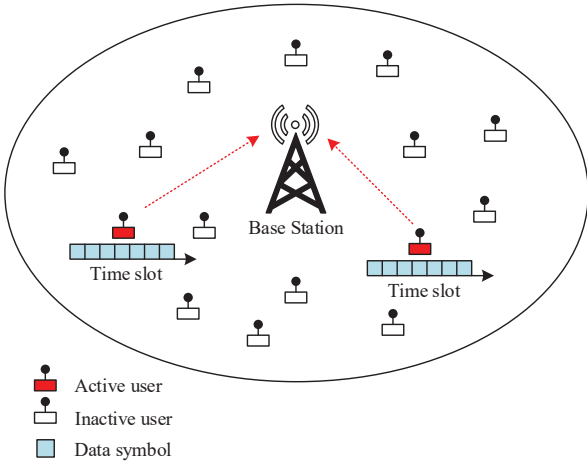 Base Station
Time slot
Time slot
Active user
Inactive user
Data symbol